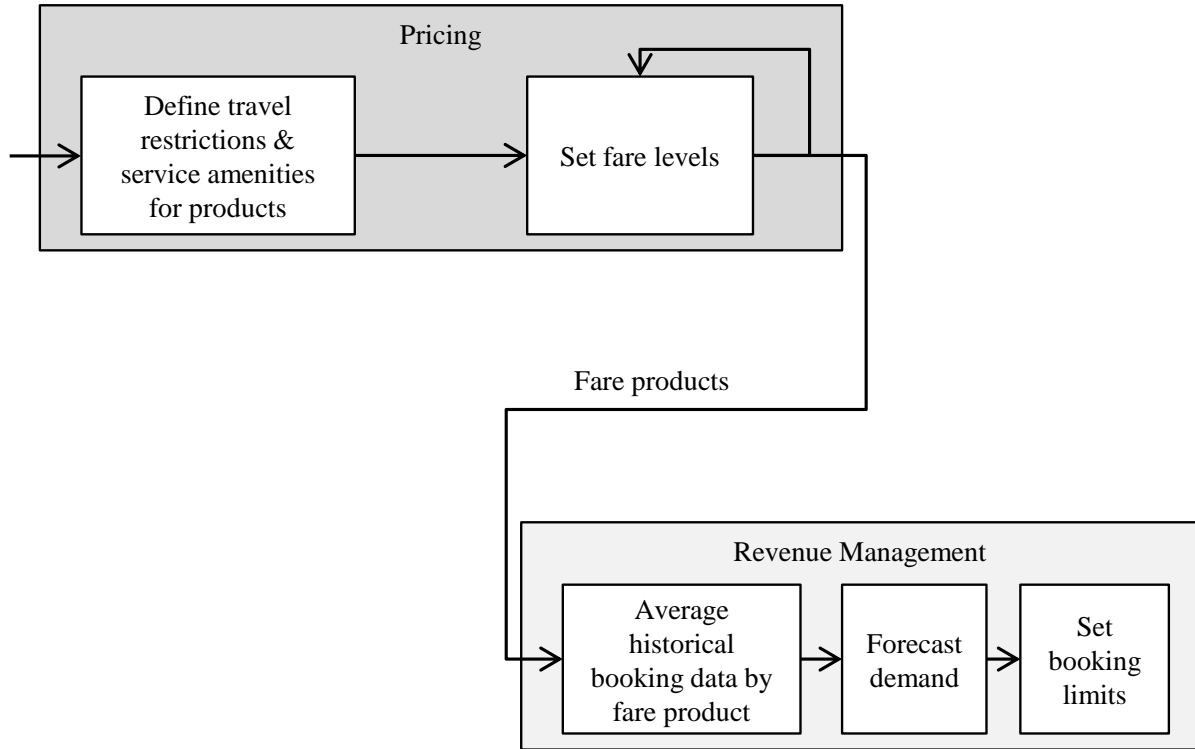 Pricing
Define travel
restrictions &
service amenities
for products
Set fare levels
Fare products
Revenue Management
Average
historical
booking data by
fare product
Forecast
demand
Set
booking
limits